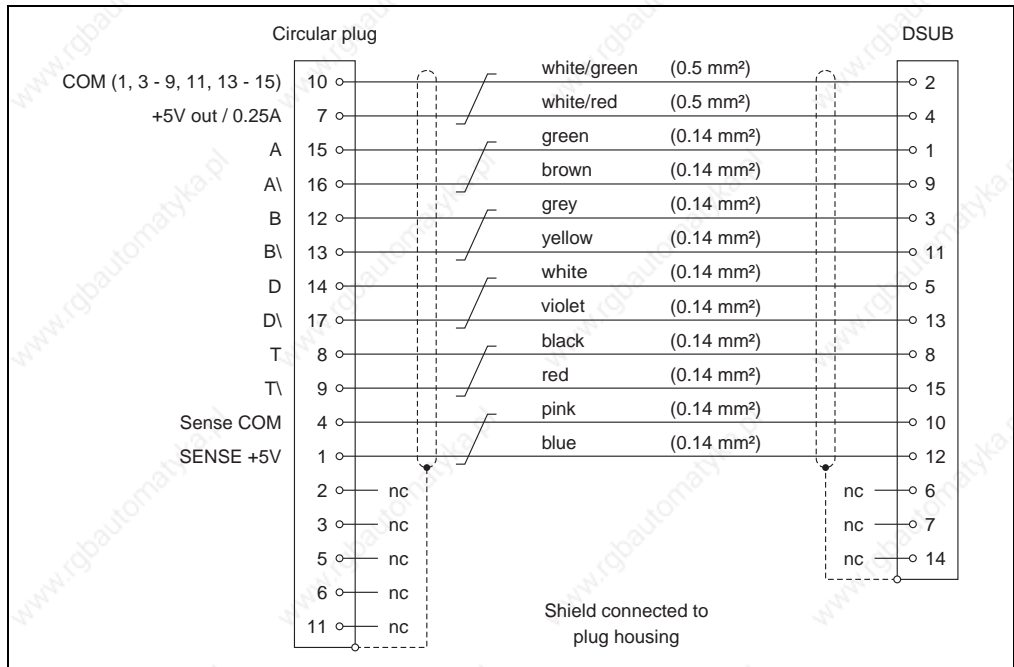 Circular plug DSUB
COM (1, 3 - 9, 11, 13 - 15) 10 white/green (0.5 mm²) 2
+5V out / 0.25A 7 white/red (0.5 mm²) 4
A 15 green (0.14 mm²) 1
A\ 16 brown (0.14 mm²) 9
B 12 grey (0.14 mm²) 3
B\ 13 yellow (0.14 mm²) 11
D 14 white (0.14 mm²) 5
D\ 17 violet (0.14 mm²) 13
T 8 black (0.14 mm²) 8
T\ 9 red (0.14 mm²) 15
Sense COM 4 pink (0.14 mm²) 10
SENSE +5V 1 blue (0.14 mm²) 12
2 nc nc 6
3 nc nc 7
5 nc nc 14
6 nc
11 nc
Shield connected to
plug housing
www.rgbautomatyka.pl